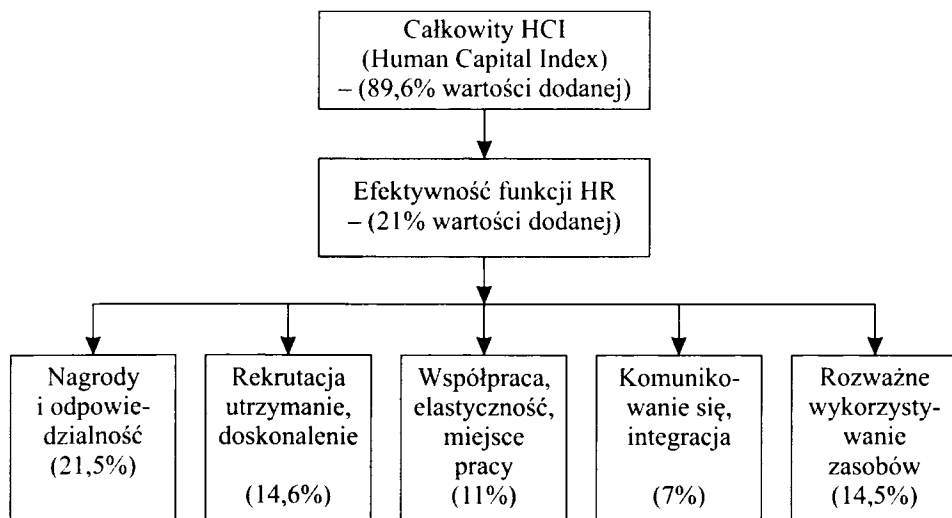 Całkowity HCI
(Human Capital Index)
– (89,6% wartości dodanej)
Efektywność funkcji HR
– (21% wartości dodanej)
Nagrody
i odpowie-
dzialność
(21,5%)
Rekrutacja
utrzymanie,
doskonalenie
(14,6%)
Współpraca,
elastyczność,
miejsce
pracy
(11%)
Komuniko-
wanie się,
integracja
(7%)
Rozważne
wykorzysty-
wanie
zasobów
(14,5%)